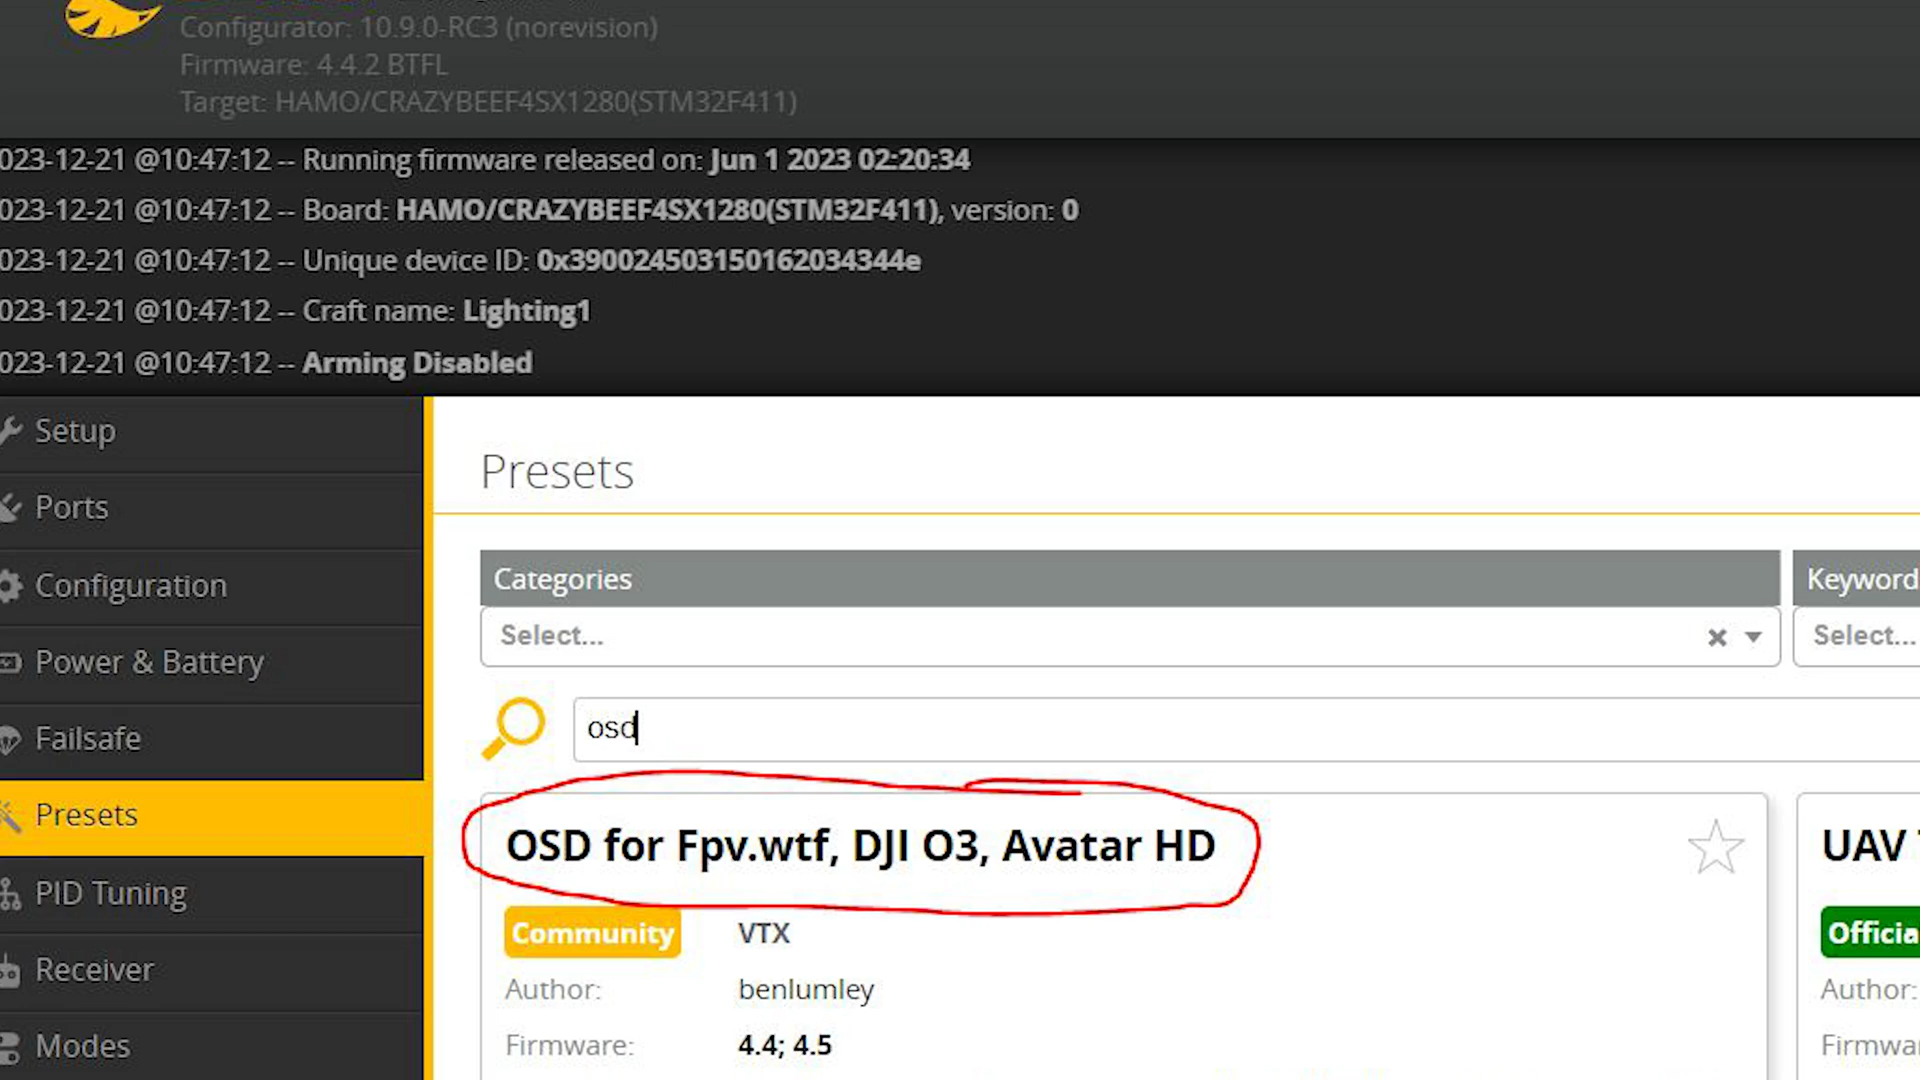 Configurator: 10.9.0-RC3 (norevision)
Firmware: 4.4.2 BTFL
Target: HAMO/CRAZYBEEF4SX1280(STM32F411)
023-12-21 @10:47:12 -- Running firmware released on: Jun 1 2023 02:20:34
023-12-21 @10:47:12 -- Board: HAMO/CRAZYBEEF4SX1280(STM32F411), version: 0
023-12-21 @10:47:12 -- Unique device ID: 0x390024503150162034344e
023-12-21 @10:47:12 -- Craft name: Lighting1
023-12-21 @10:47:12 -- Arming Disabled
Setup
Ports
Configuration
Power & Battery
Failsafe
Presets
PID Tuning
Receiver
Modes
Presets
Categories
Keyword
Select...
Select...
osd
OSD for Fpv.wtf, DJI O3, Avatar HD
Community VTX
Author: benlumley
Firmware: 4.4; 4.5
UAV
Officia
Author:
Firmwa